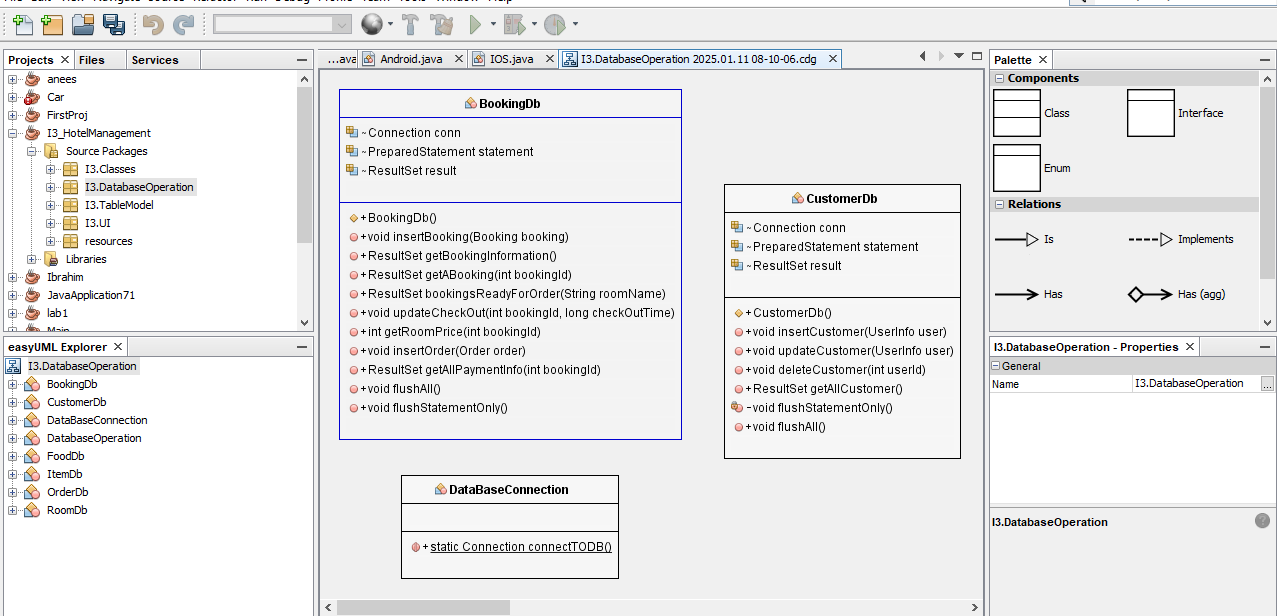 Projects
Files
Services
anees
Car
FirstProj
I3_HotelManagement
Source Packages
I3.Classes
I3.DatabaseOperation
I3.TableModel
I3.UI
resources
Libraries
Ibrahim
JavaApplication71
lab1
Main
easyUML Explorer
I3.DatabaseOperation
BookingDb
CustomerDb
DataBaseConnection
DatabaseOperation
FoodDb
ItemDb
OrderDb
RoomDb
...ava
Android.java
IOS.java
I3.DatabaseOperation 2025.01.11 08-10-06.cdg
BookingDb
~Connection conn
~PreparedStatement statement
~ResultSet result
+BookingDb()
+void insertBooking(Booking booking)
+ResultSet getBookingInformation()
+ResultSet getABooking(int bookingId)
+ResultSet bookingsReadyForOrder(String roomName)
+void updateCheckOut(int bookingId, long checkOutTime)
+int getRoomPrice(int bookingId)
+void insertOrder(Order order)
+ResultSet getAllPaymentInfo(int bookingId)
+void flushAll()
+void flushStatementOnly()
CustomerDb
~Connection conn
~PreparedStatement statement
~ResultSet result
+CustomerDb()
+void insertCustomer(UserInfo user)
+void updateCustomer(UserInfo user)
+void deleteCustomer(int userId)
+ResultSet getAllCustomer()
-void flushStatementOnly()
+void flushAll()
DataBaseConnection
+static Connection connectTODB()
Palette
Components
Class
Interface
Enum
Relations
Is
Implements
Has
Has (agg)
I3.DatabaseOperation - Properties
General
Name
I3.DatabaseOperation
...
I3.DatabaseOperation
?